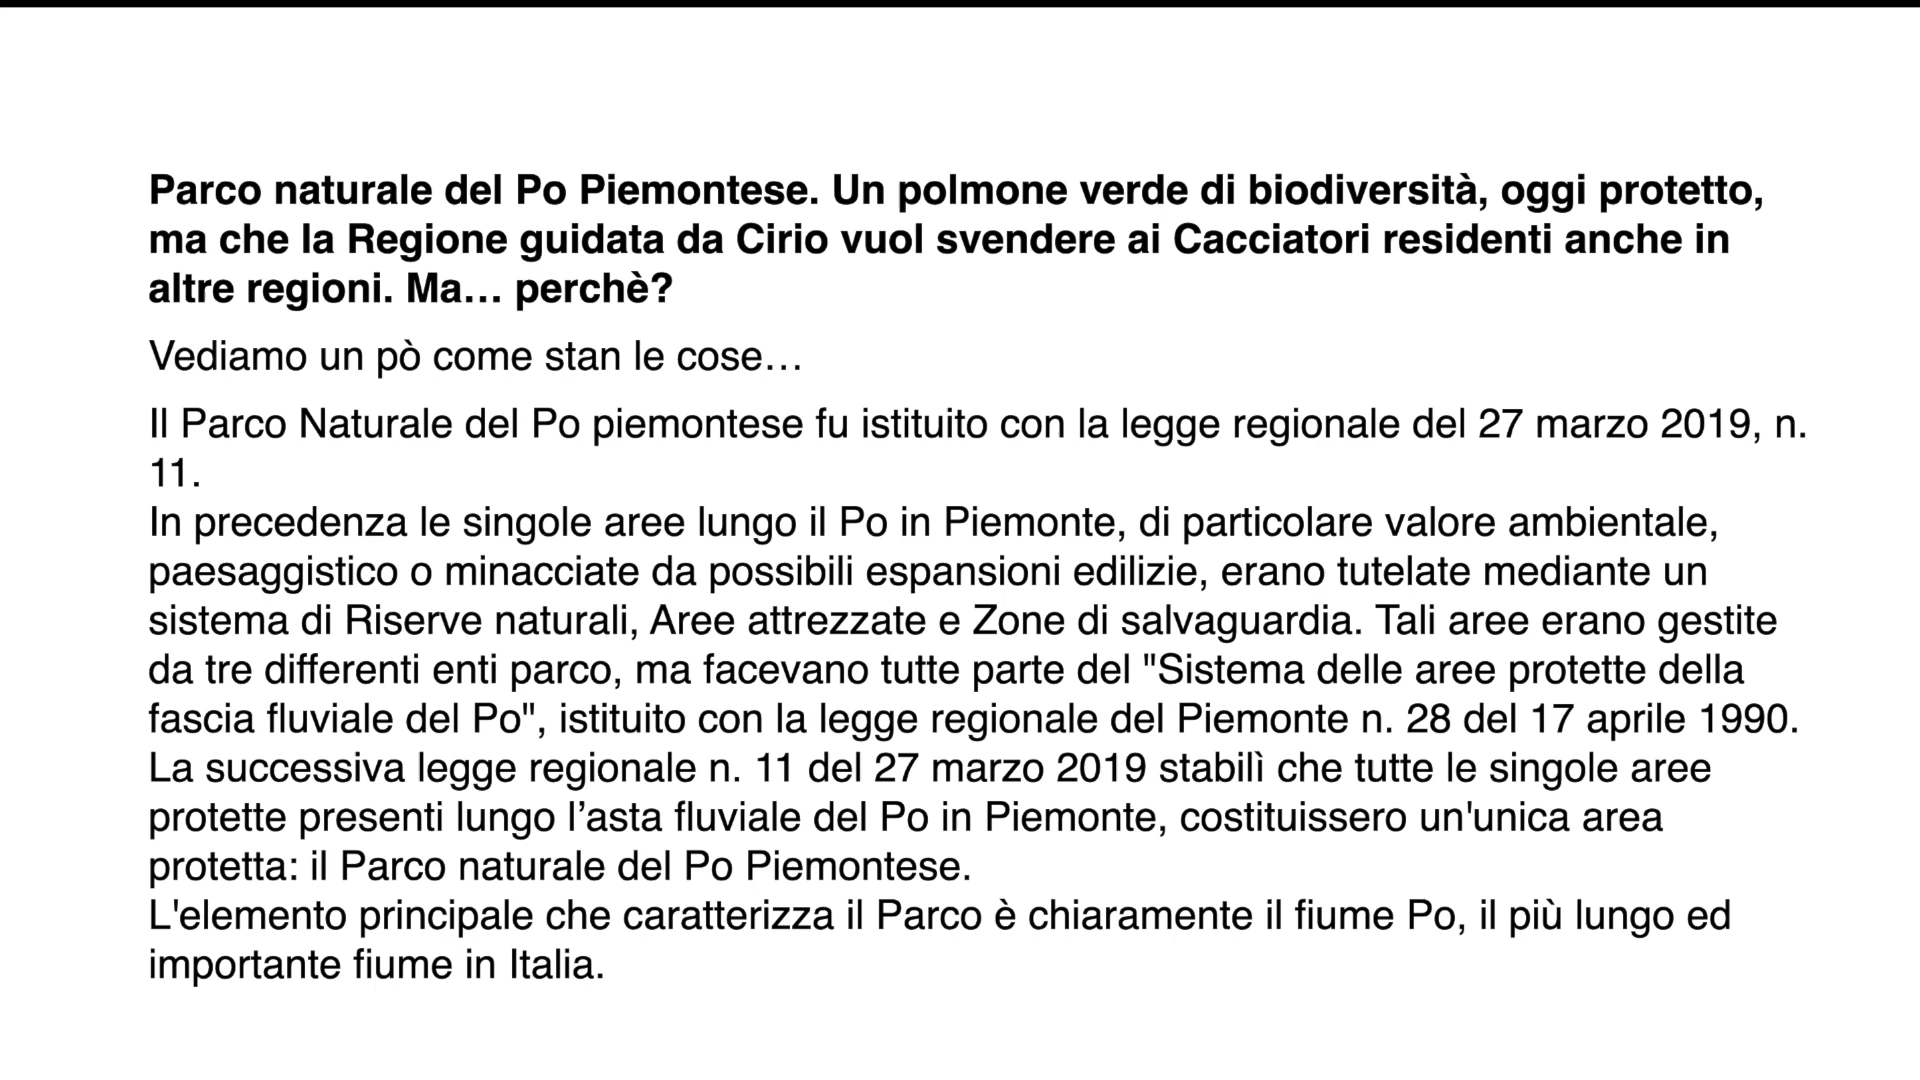 Parco naturale del Po Piemontese. Un polmone verde di biodiversità, oggi protetto,
ma che la Regione guidata da Cirio vuol svendere ai Cacciatori residenti anche in
altre regioni. Ma… perchè?
Vediamo un pò come stan le cose…
Il Parco Naturale del Po piemontese fu istituito con la legge regionale del 27 marzo 2019, n.
11.
In precedenza le singole aree lungo il Po in Piemonte, di particolare valore ambientale,
paesaggistico o minacciate da possibili espansioni edilizie, erano tutelate mediante un
sistema di Riserve naturali, Aree attrezzate e Zone di salvaguardia. Tali aree erano gestite
da tre differenti enti parco, ma facevano tutte parte del "Sistema delle aree protette della
fascia fluviale del Po", istituito con la legge regionale del Piemonte n. 28 del 17 aprile 1990.
La successiva legge regionale n. 11 del 27 marzo 2019 stabilì che tutte le singole aree
protette presenti lungo l’asta fluviale del Po in Piemonte, costituissero un'unica area
protetta: il Parco naturale del Po Piemontese.
L'elemento principale che caratterizza il Parco è chiaramente il fiume Po, il più lungo ed
importante fiume in Italia.